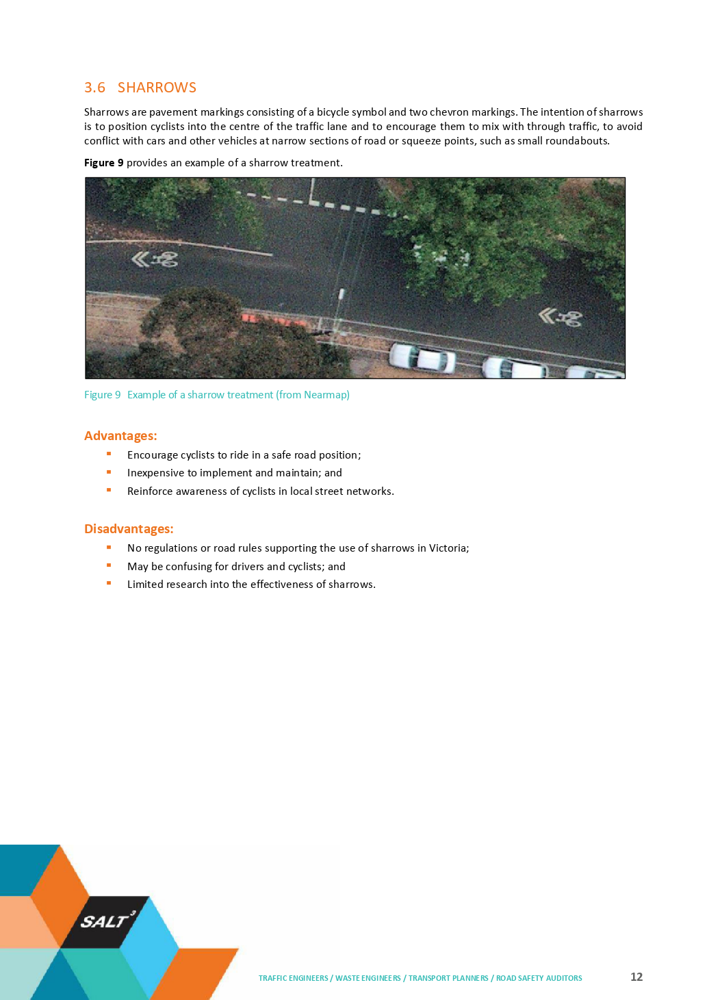 3.6 SHARROWS
Sharrows are pavement markings consisting of a bicycle symbol and two chevron markings. The intention of sharrows
is to position cyclists into the centre of the traffic lane and to encourage them to mix with through traffic, to avoid
conflict with cars and other vehicles at narrow sections of road or squeeze points, such as small roundabouts.
Figure 9 provides an example of a sharrow treatment.
Figure 9 Example of a sharrow treatment (from Nearmap)
Advantages:
▪ Encourage cyclists to ride in a safe road position;
▪ Inexpensive to implement and maintain; and
▪ Reinforce awareness of cyclists in local street networks.
Disadvantages:
▪ No regulations or road rules supporting the use of sharrows in Victoria;
▪ May be confusing for drivers and cyclists; and
▪ Limited research into the effectiveness of sharrows.
SALT³
TRAFFIC ENGINEERS / WASTE ENGINEERS / TRANSPORT PLANNERS / ROAD SAFETY AUDITORS 12